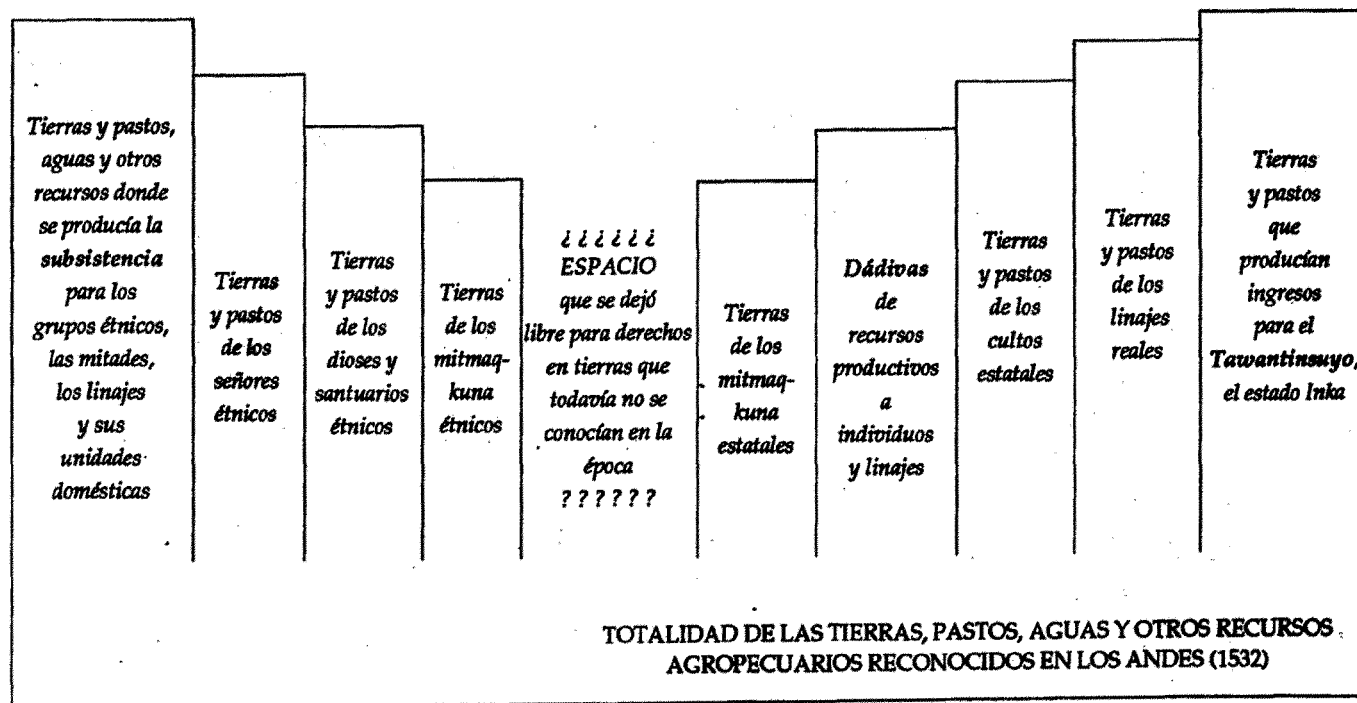 Tierras y pastos,
aguas y otros
recursos donde
se producía la
subsistencia
para los
grupos étnicos,
las mitades,
los linajes
y sus
unidades
domésticas
Tierras
y pastos
de los
señores
étnicos
Tierras
y pastos
de los
dioses y
santuarios
étnicos
Tierras
de los
mitmaq-
kuna
étnicos
¿ ¿ ¿ ¿ ¿ ¿
ESPACIO
que se dejó
libre para derechos
en tierras que
todavía no se
conocían en la
época
? ? ? ? ? ?
Tierras
de los
mitmaq-
kuna
estatales
Dádivas
de
recursos
productivos
a
individuos
y linajes
Tierras
y pastos
de los
cultos
estatales
Tierras
y pastos
de los
linajes
reales
Tierras
y pastos
que
producían
ingresos
para el
Tawantinsuyo,
el estado Inka
TOTALIDAD DE LAS TIERRAS, PASTOS, AGUAS Y OTROS RECURSOS
AGROPECUARIOS RECONOCIDOS EN LOS ANDES (1532)